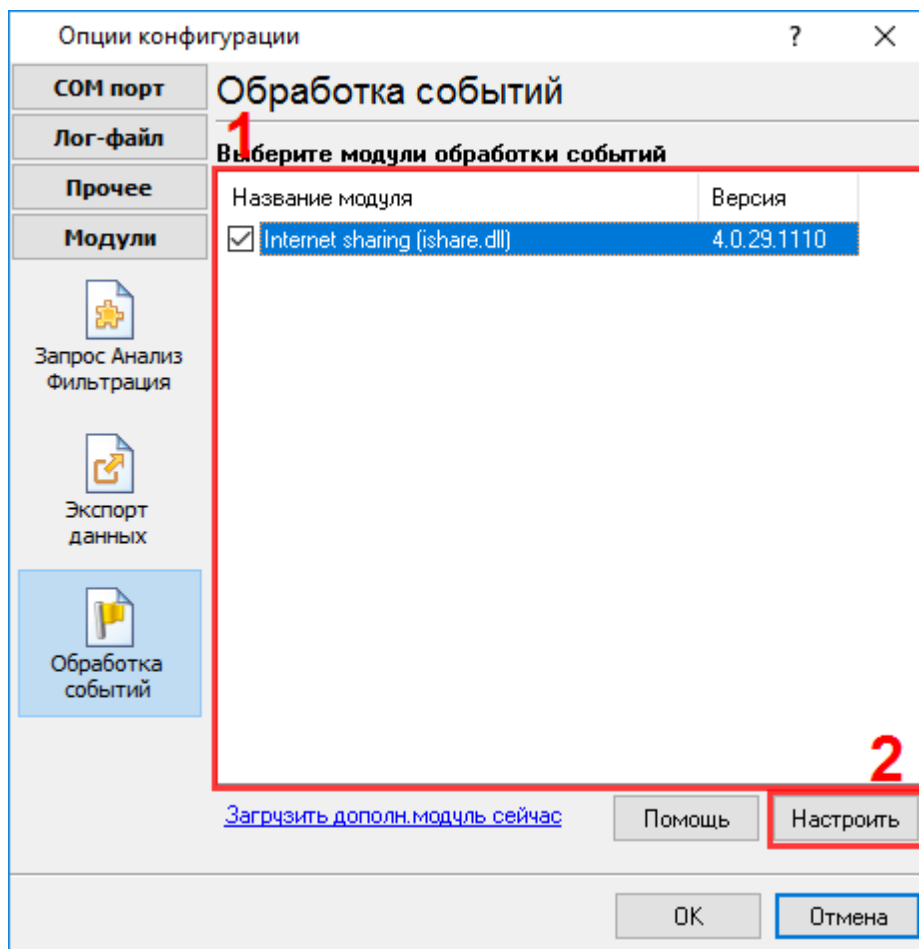 Опции конфигурации
?
COM порт
Лог-файл
Прочее
Модули
Запрос Анализ
Фильтрация
Экспорт
данных
Обработка
событий
Обработка событий
1
Выберите модули обработки событий
Название модуля Версия
Internet sharing (ishare.dll) 4.0.29.1110
2
Загрузить дополн.модуль сейчас
Помощь
Настроить
OK
Отмена